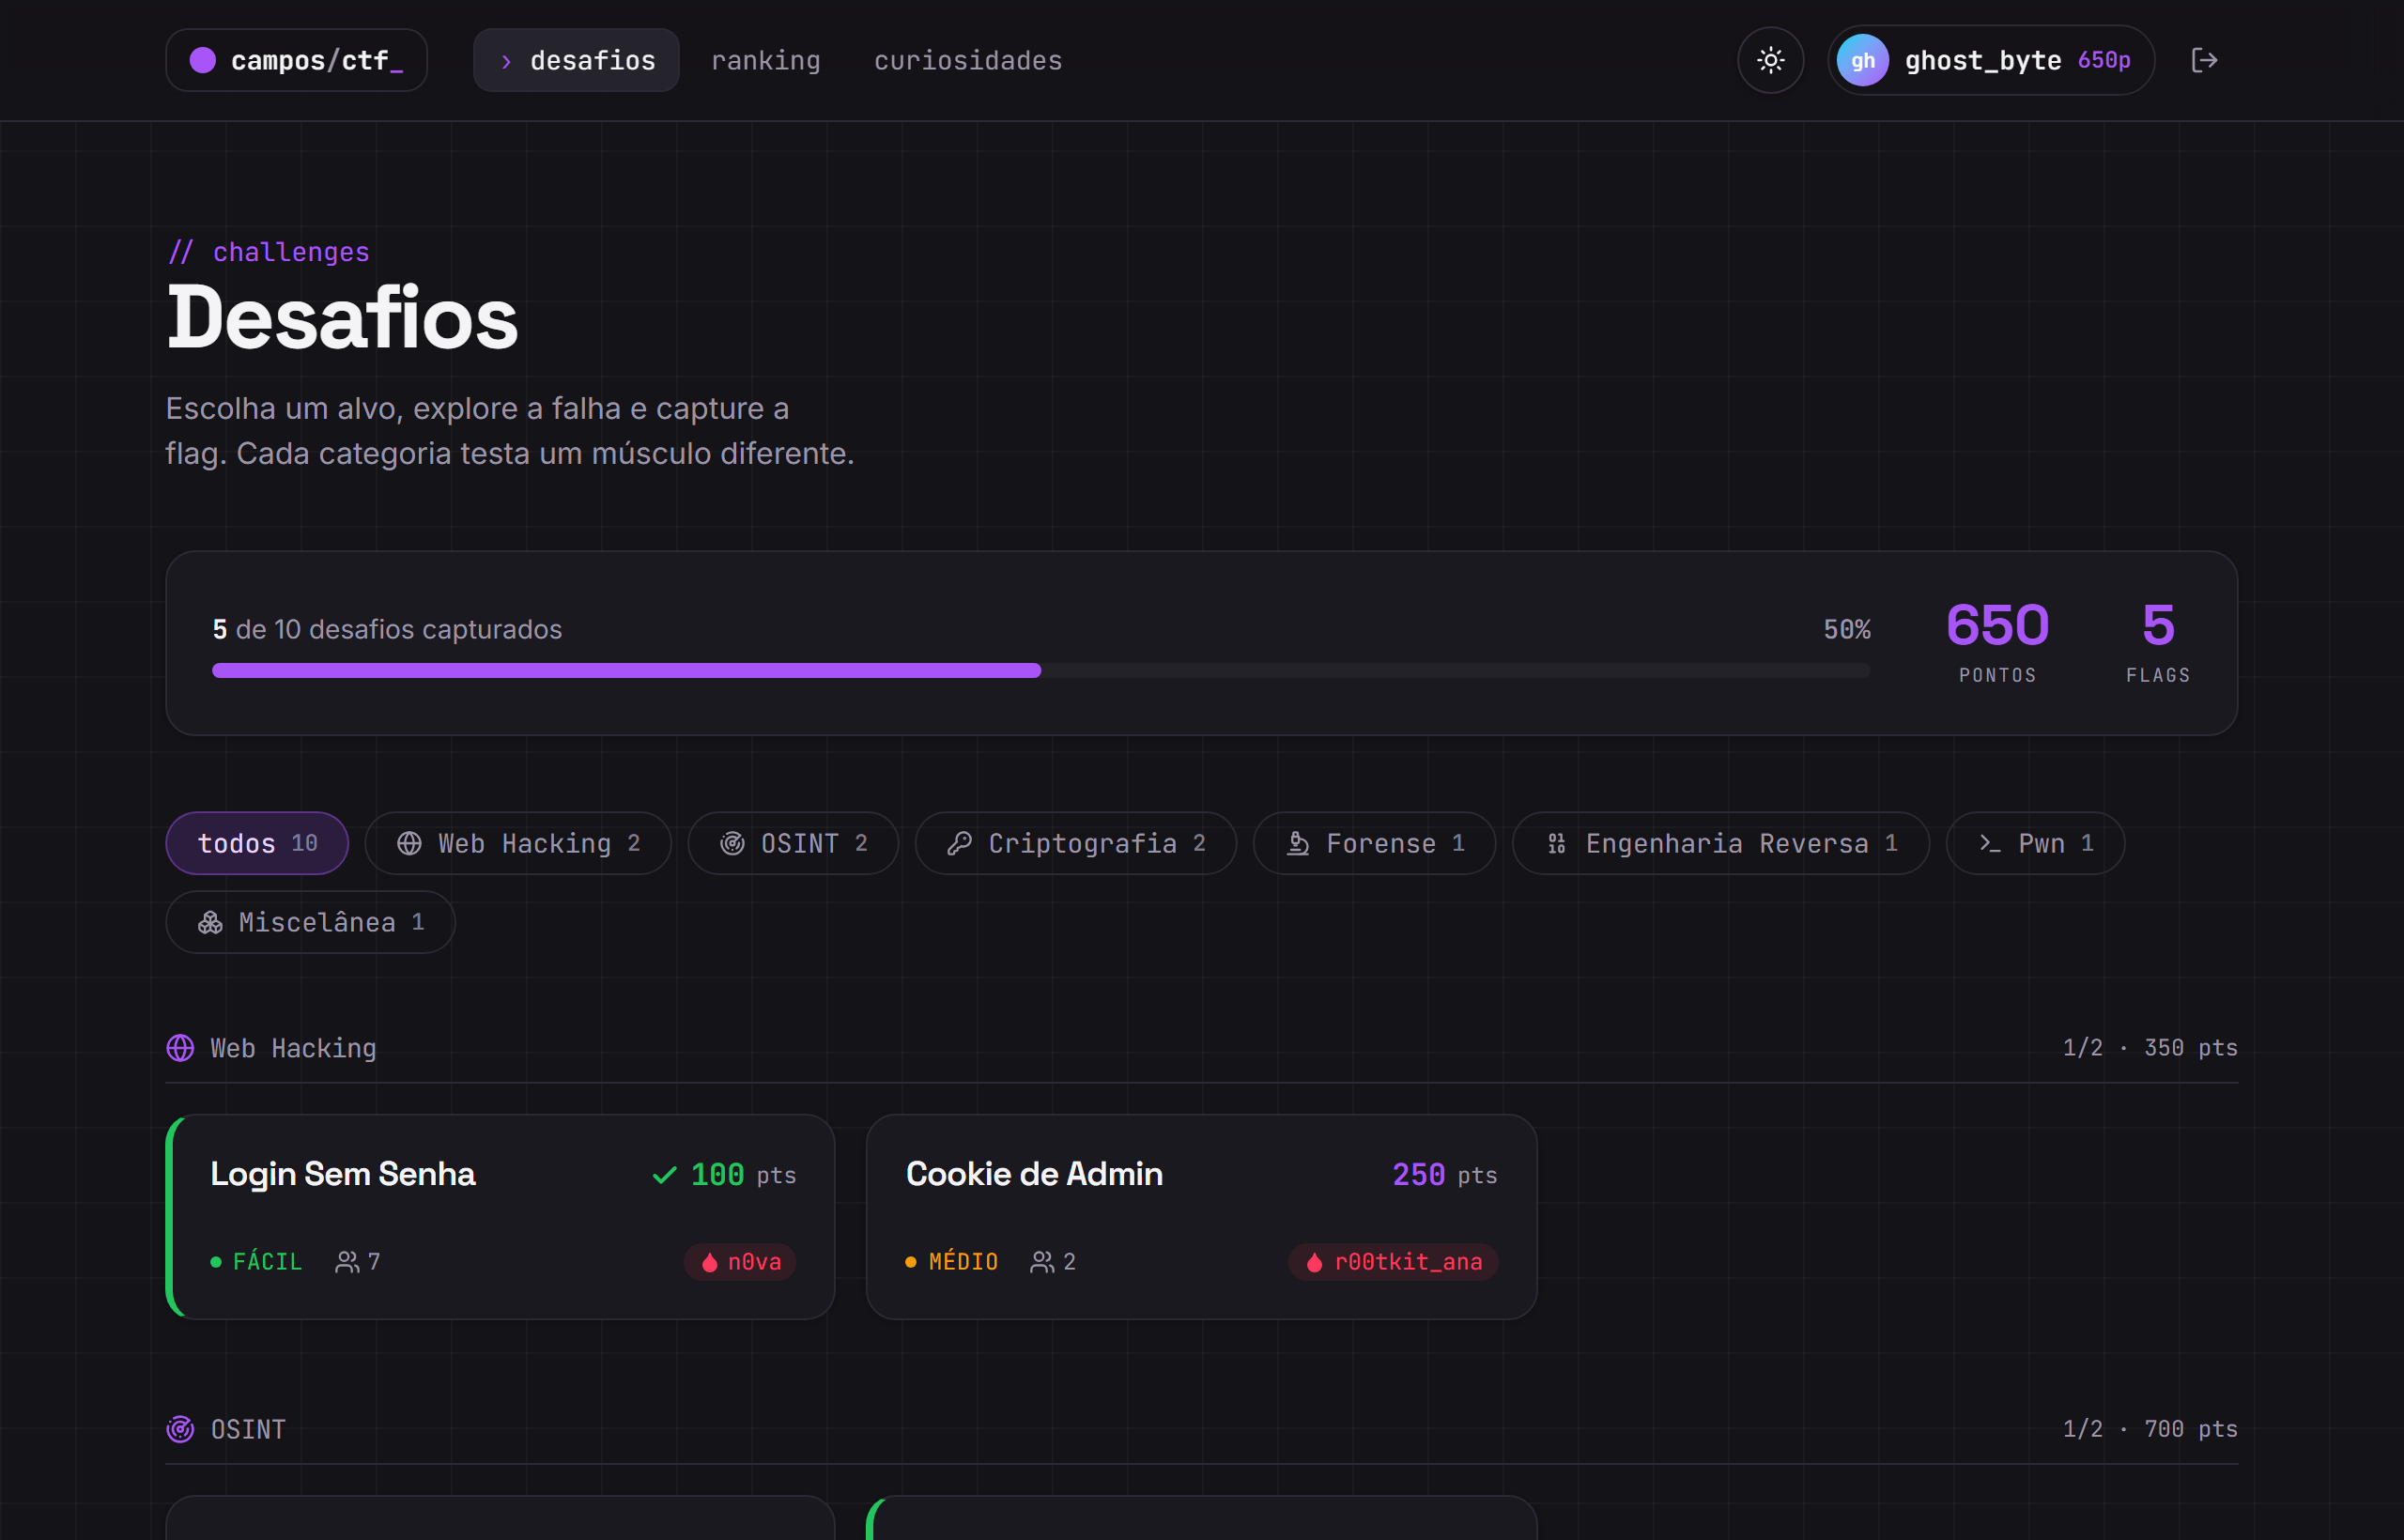 campos/ctf_ › desafios ranking curiosidades gh ghost_byte 650p
// challenges
Desafios
Escolha um alvo, explore a falha e capture a
flag. Cada categoria testa um músculo diferente.
5 de 10 desafios capturados 50% 650 5
PONTOS FLAGS
todos 10 Web Hacking 2 OSINT 2 Criptografia 2 Forense 1 Engenharia Reversa 1 Pwn 1
Miscelânea 1
Web Hacking 1/2 · 350 pts
Login Sem Senha 100 pts Cookie de Admin 250 pts
FÁCIL 7 n0va MÉDIO 2 r00tkit_ana
OSINT 1/2 · 700 pts